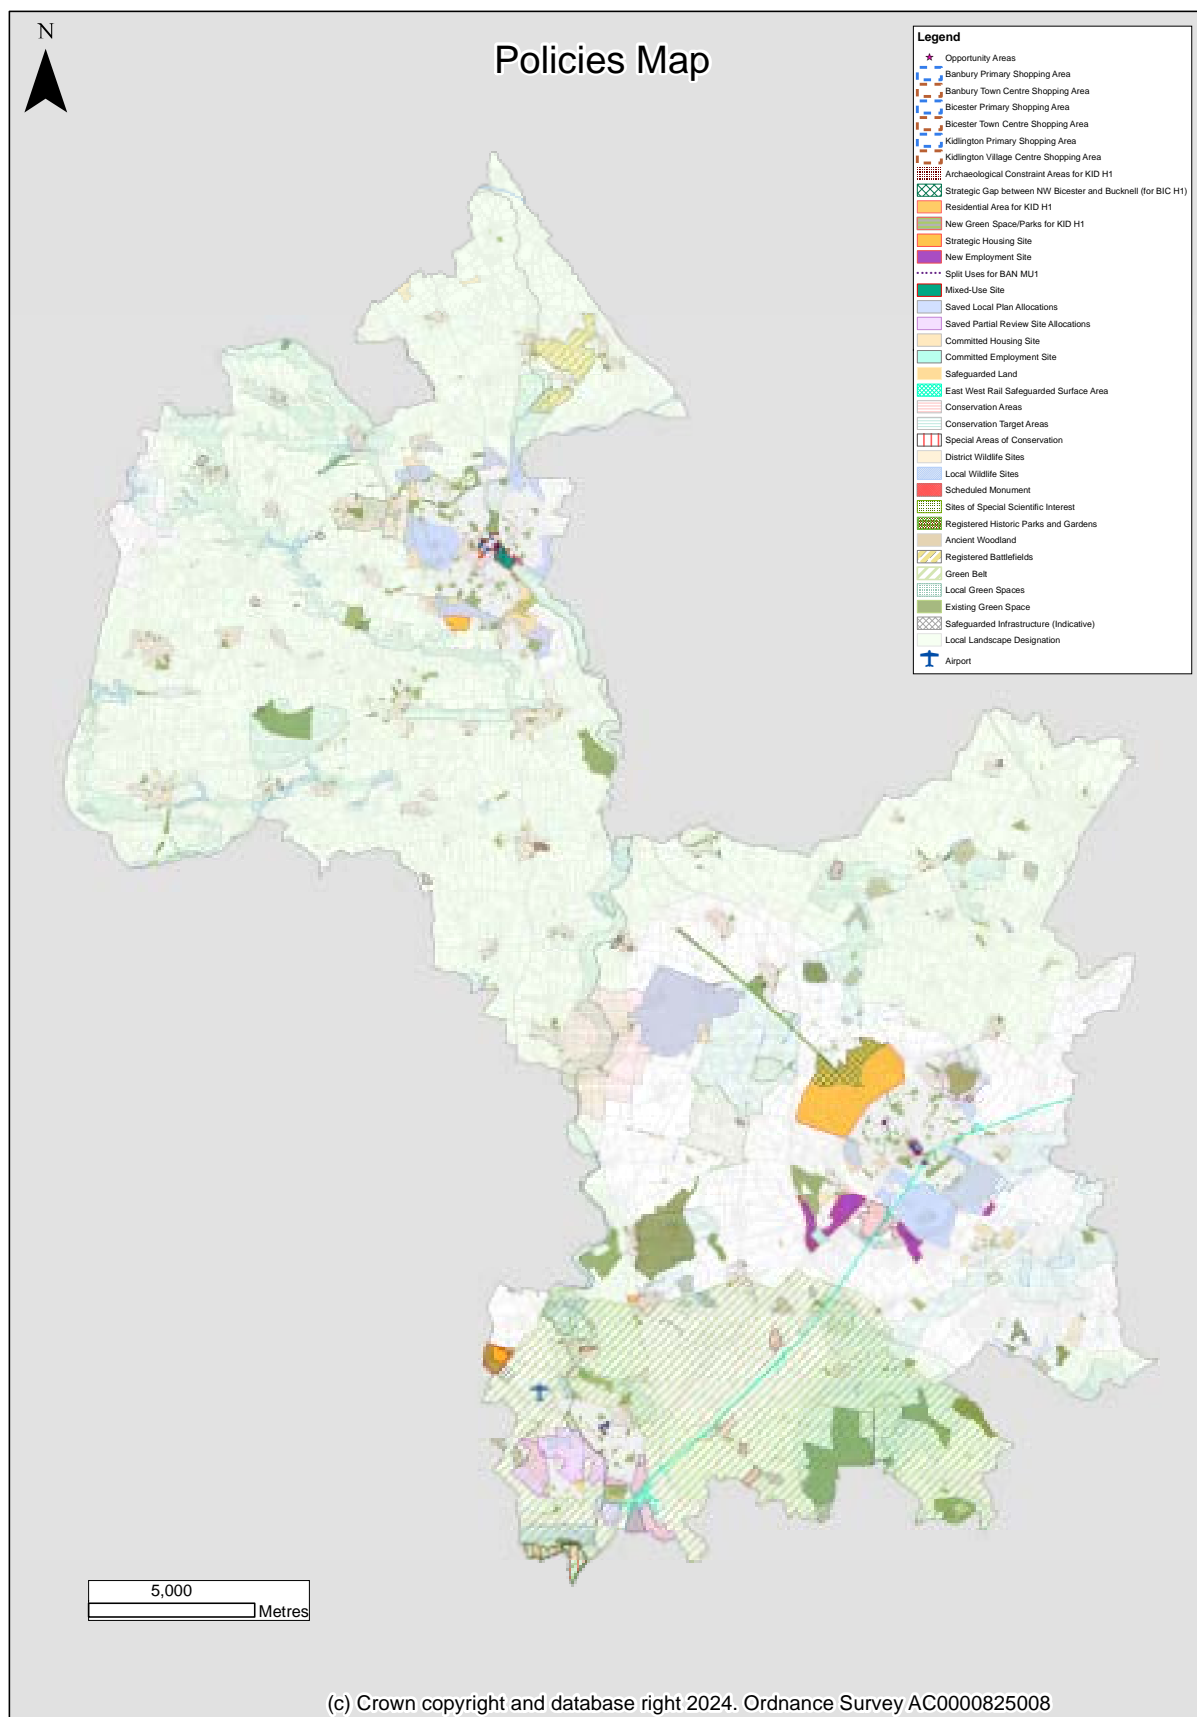 N
Policies Map
Legend
Opportunity Areas
Banbury Primary Shopping Area
Banbury Town Centre Shopping Area
Bicester Primary Shopping Area
Bicester Town Centre Shopping Area
Kidlington Primary Shopping Area
Kidlington Village Centre Shopping Area
Archaeological Constraint Areas for KID H1
Strategic Gap between NW Bicester and Bucknell (for BIC H1)
Residential Area for KID H1
New Green Space/Parks for KID H1
Strategic Housing Site
New Employment Site
Split Uses for BAN MU1
Mixed-Use Site
Saved Local Plan Allocations
Saved Partial Review Site Allocations
Committed Housing Site
Committed Employment Site
Safeguarded Land
East West Rail Safeguarded Surface Area
Conservation Areas
Conservation Target Areas
Special Areas of Conservation
District Wildlife Sites
Local Wildlife Sites
Scheduled Monument
Sites of Special Scientific Interest
Registered Historic Parks and Gardens
Ancient Woodland
Registered Battlefields
Green Belt
Local Green Spaces
Existing Green Space
Safeguarded Infrastructure (Indicative)
Local Landscape Designation
Airport
5,000
Metres
(c) Crown copyright and database right 2024. Ordnance Survey AC0000825008